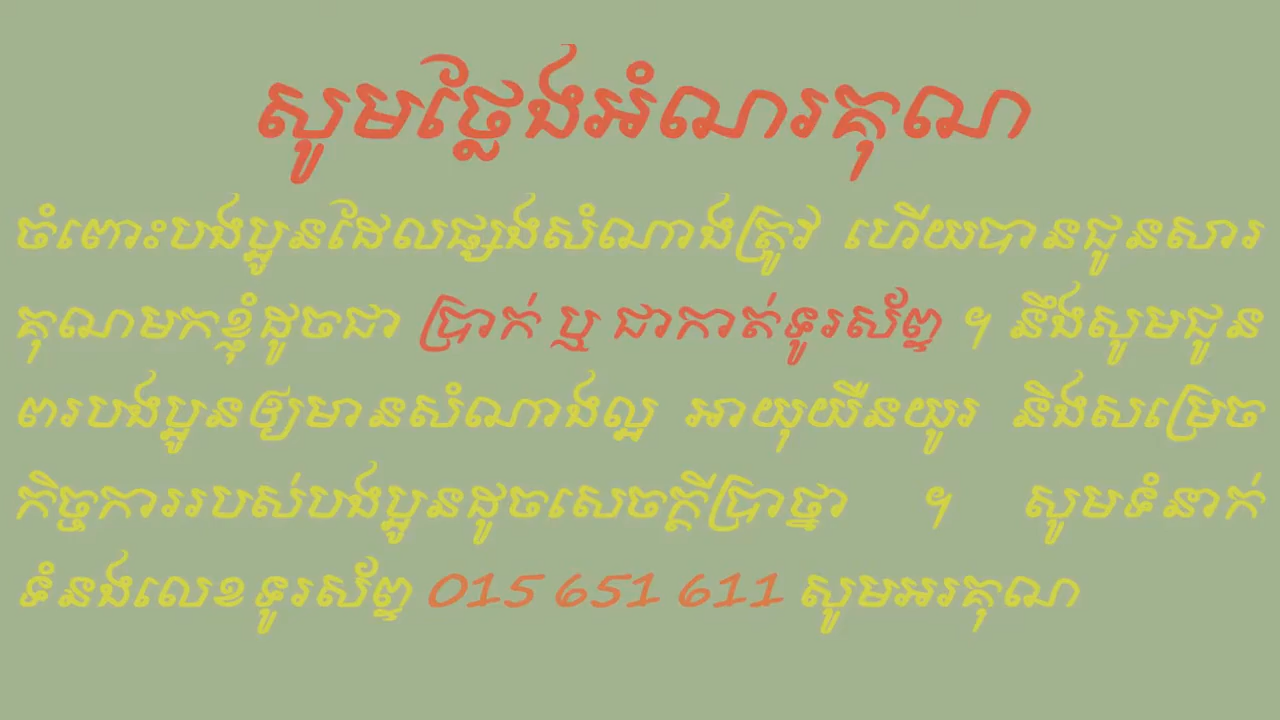 សូមថ្លែងអំណរគុណ
ចំពោះបងប្អូនដែលផ្សងសំណាងត្រូវ ហើយបានជូនសារ
គុណមកខ្ញុំដូចជា ប្រាក់ ឬ ជាកាត់ទូរស័ព្ទ ។ នឹងសូមជូន
ពរបងប្អូនឲ្យមានសំណាងល្អ អាយុយឺនយូរ និងសម្រេច
កិច្ចការរបស់បងប្អូនដូចសេចក្ដីប្រាថ្នា ។ សូមទំនាក់
ទំនងលេខទូរស័ព្ទ 015 651 611 សូមអរគុណ